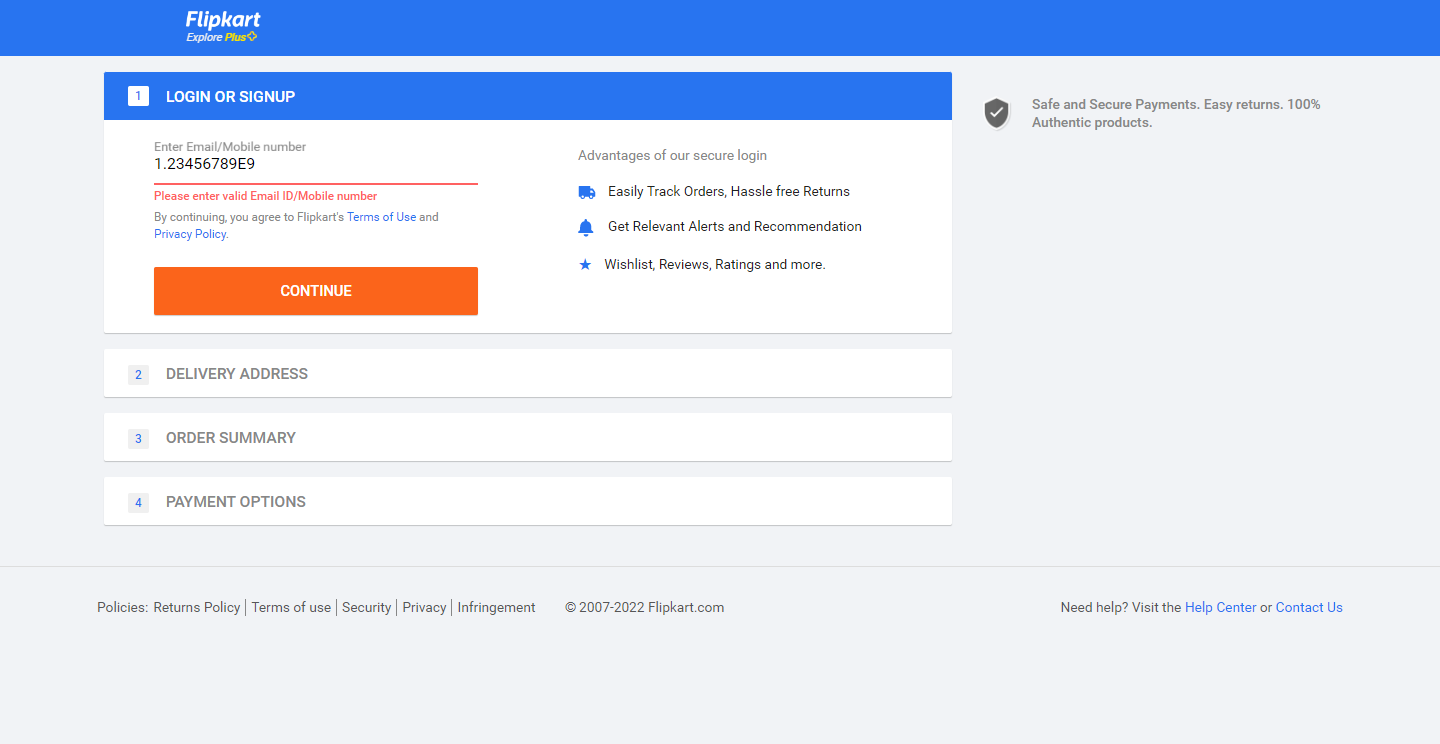 Flipkart
Explore Plus
1 LOGIN OR SIGNUP
Enter Email/Mobile number
1.23456789E9
Please enter valid Email ID/Mobile number
By continuing, you agree to Flipkart's Terms of Use and
Privacy Policy.
CONTINUE
Advantages of our secure login
Easily Track Orders, Hassle free Returns
Get Relevant Alerts and Recommendation
Wishlist, Reviews, Ratings and more.
Safe and Secure Payments. Easy returns. 100%
Authentic products.
2 DELIVERY ADDRESS
3 ORDER SUMMARY
4 PAYMENT OPTIONS
Policies: Returns Policy | Terms of use | Security | Privacy | Infringement © 2007-2022 Flipkart.com Need help? Visit the Help Center or Contact Us